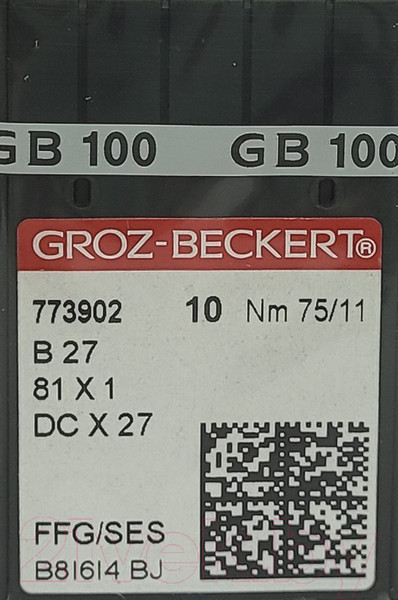 GB 100 GB 100
GROZ-BECKERT®
773902 10 Nm 75/11
B 27
81 X 1
DC X 27
FFG/SES
B81614 BJ